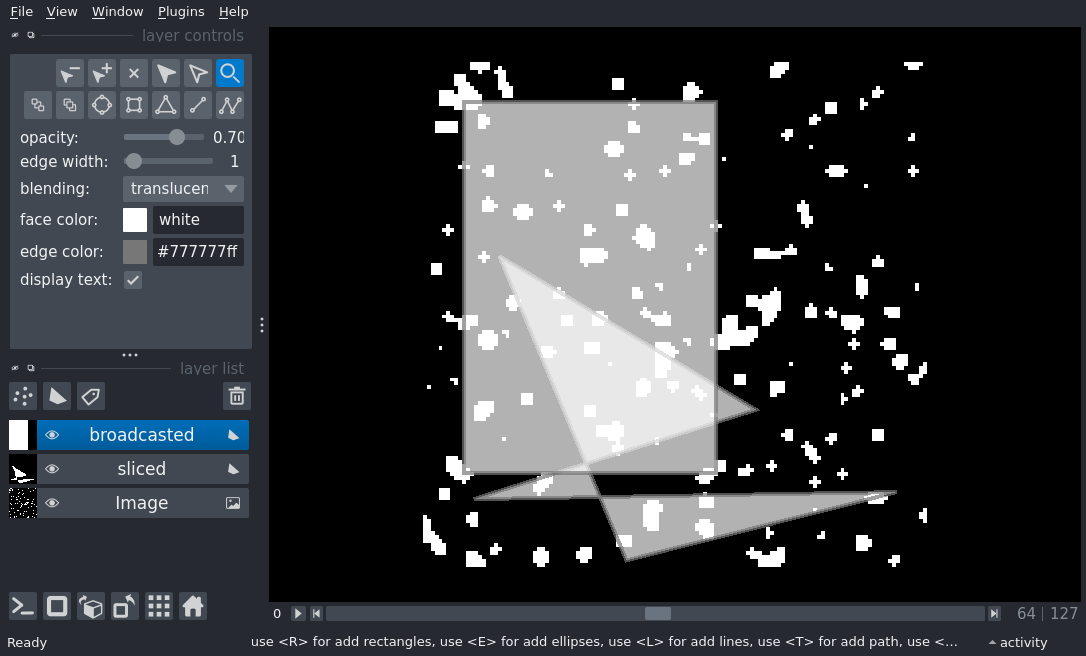 File View Window Plugins Help
layer controls
opacity: 0.70
edge width: 1
blending: translucen
face color: white
edge color: #777777ff
display text:
layer list
broadcasted
sliced
Image
0 64 127
Ready use <R> for add rectangles, use <E> for add ellipses, use <L> for add lines, use <T> for add path, use <... activity